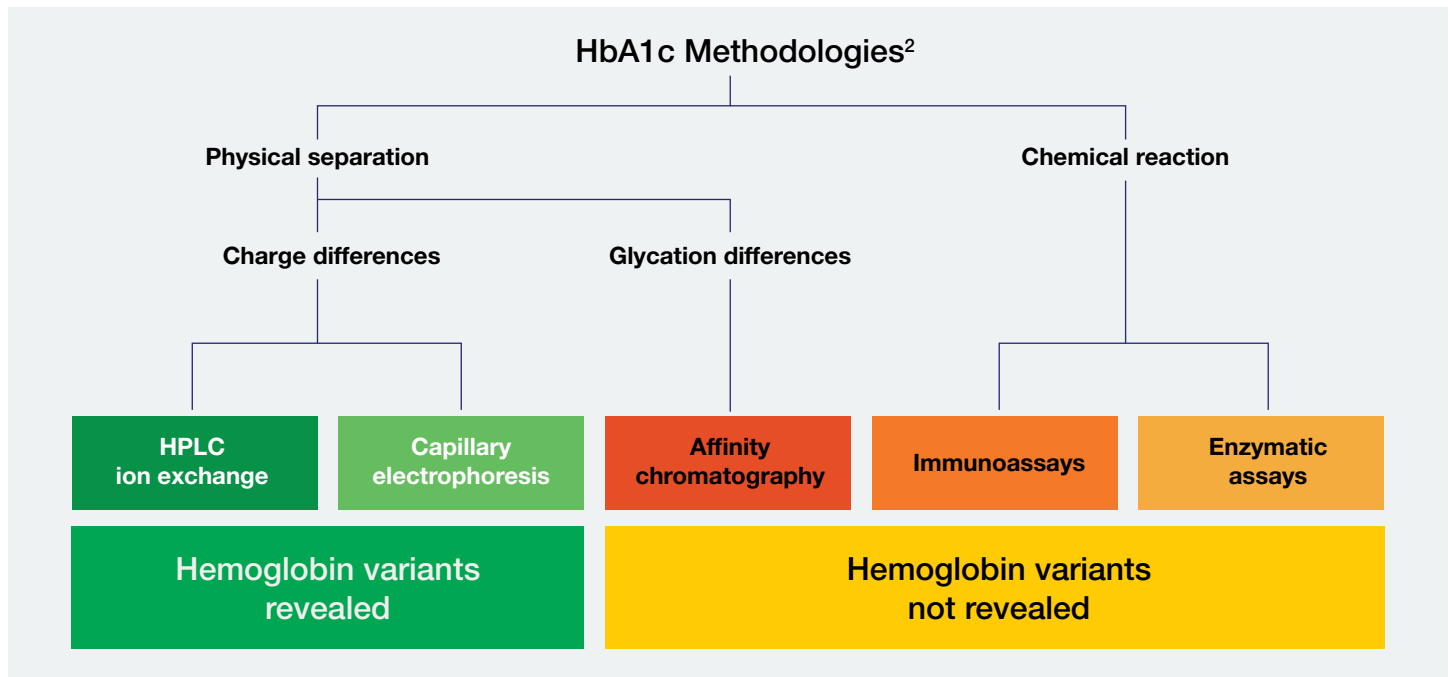 HbA1c Methodologies²
Physical separation
Chemical reaction
Charge differences
Glycation differences
HPLC
ion exchange
Capillary
electrophoresis
Affinity
chromatography
Immunoassays
Enzymatic
assays
Hemoglobin variants
revealed
Hemoglobin variants
not revealed